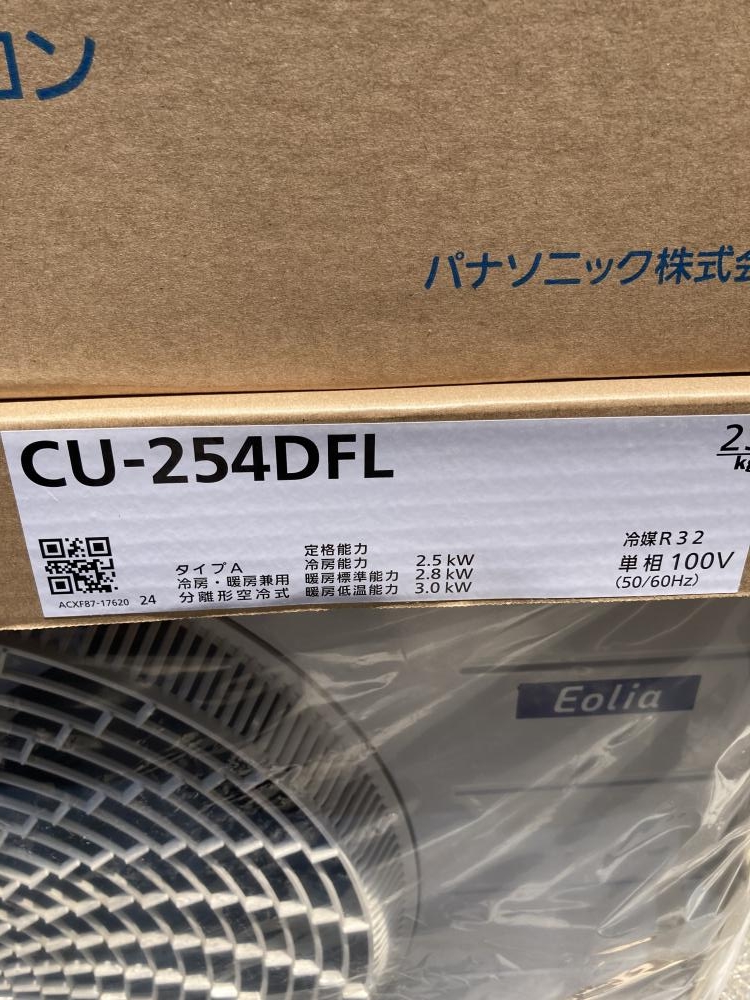 コン
パナソニック株式会
CU-254DFL
2
kg
冷媒R32
単相100V
(50/60Hz)
定格能力
タイプA 冷房能力 2.5 kW
冷房・暖房兼用 暖房標準能力 2.8 kW
分離形空冷式 暖房低温能力 3.0 kW
ACXF87-17620 24
Eolia